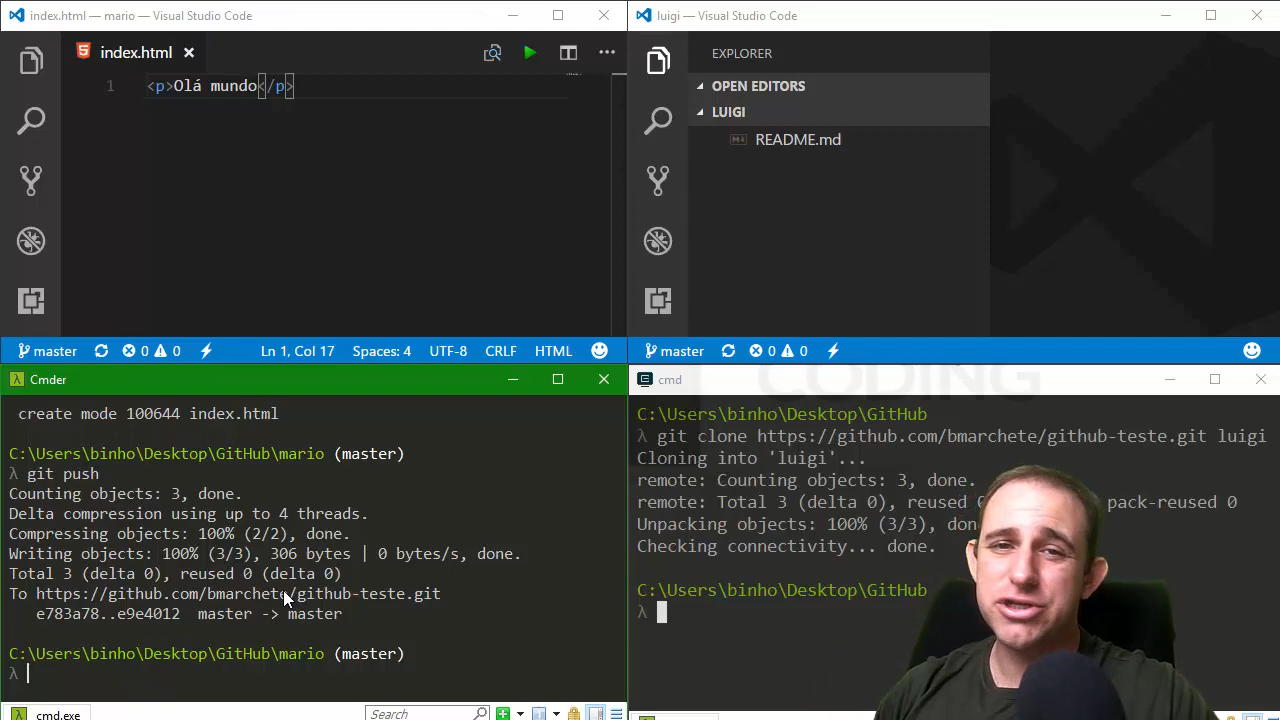 index.html — mario — Visual Studio Code
index.html
1 <p>Olá mundo</p>
master 0 0 Ln 1, Col 17 Spaces: 4 UTF-8 CRLF HTML
luigi — Visual Studio Code
EXPLORER
OPEN EDITORS
LUIGI
README.md
master 0 0
Cmder
create mode 100644 index.html
C:\Users\binho\Desktop\GitHub\mario (master)
λ git push
Counting objects: 3, done.
Delta compression using up to 4 threads.
Compressing objects: 100% (2/2), done.
Writing objects: 100% (3/3), 306 bytes | 0 bytes/s, done.
Total 3 (delta 0), reused 0 (delta 0)
To https://github.com/bmarchete/github-teste.git
e783a78..e9e4012 master -> master
C:\Users\binho\Desktop\GitHub\mario (master)
λ
cmd.exe
Search
cmd
CODING
C:\Users\binho\Desktop\GitHub
λ git clone https://github.com/bmarchete/github-teste.git luigi
Cloning into 'luigi'...
remote: Counting objects: 3, done.
remote: Total 3 (delta 0), reused pack-reused 0
Unpacking objects: 100% (3/3),
Checking connectivity... done.
C:\Users\binho\Desktop\GitHub
λ